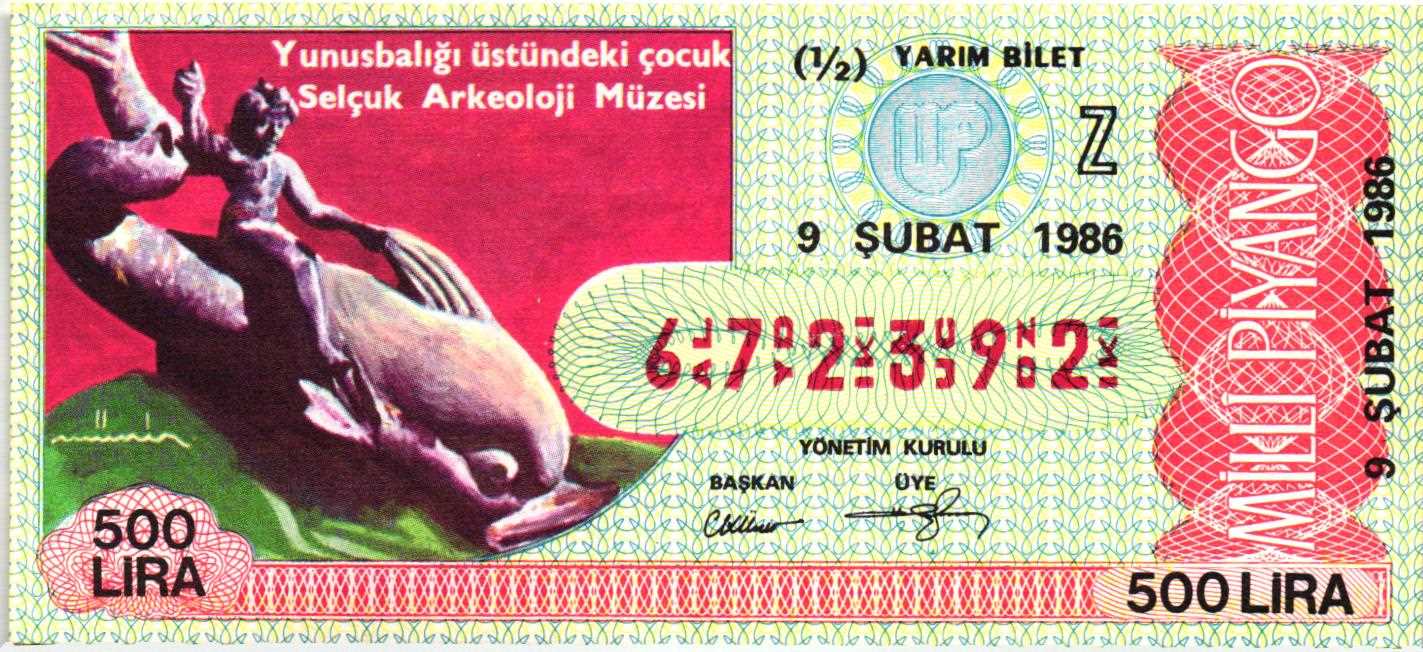 Yunusbalığı üstündeki çocuk
Selçuk Arkeoloji Müzesi
(½) YARIM BİLET
MP
Z
9 ŞUBAT 1986
672392
YÖNETİM KURULU
BAŞKAN ÜYE
500
LİRA
500 LİRA
MİLLİ PİYANGO
9 ŞUBAT 1986